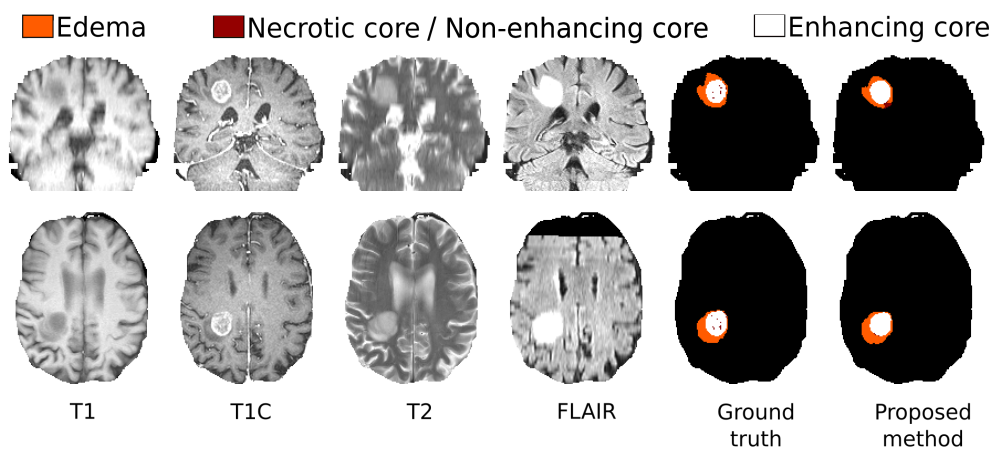 Edema
Necrotic core / Non-enhancing core
Enhancing core
T1
T1C
T2
FLAIR
Ground
truth
Proposed
method